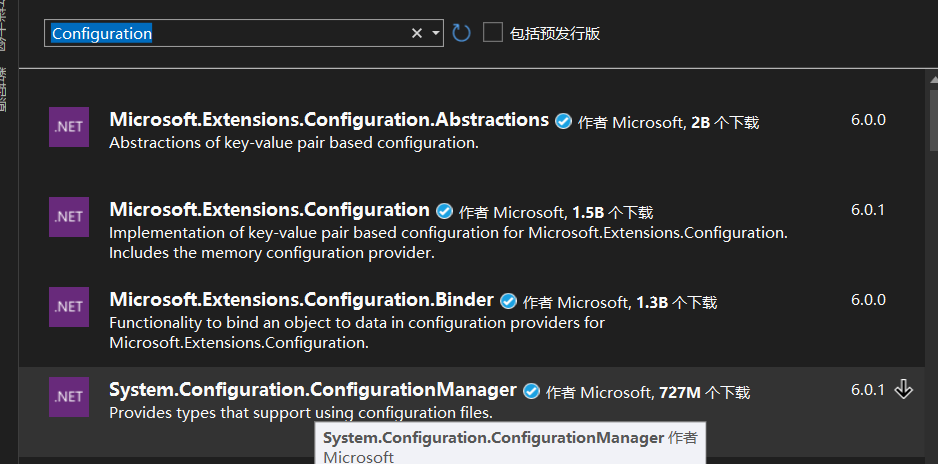 Configuration
包括预发行版
.NET
Microsoft.Extensions.Configuration.Abstractions 作者 Microsoft, 2B 个下载
6.0.0
Abstractions of key-value pair based configuration.
.NET
Microsoft.Extensions.Configuration 作者 Microsoft, 1.5B 个下载
6.0.1
Implementation of key-value pair based configuration for Microsoft.Extensions.Configuration.
Includes the memory configuration provider.
.NET
Microsoft.Extensions.Configuration.Binder 作者 Microsoft, 1.3B 个下载
6.0.0
Functionality to bind an object to data in configuration providers for
Microsoft.Extensions.Configuration.
.NET
System.Configuration.ConfigurationManager 作者 Microsoft, 727M 个下载
6.0.1
Provides types that support using configuration files.
System.Configuration.ConfigurationManager 作者
Microsoft